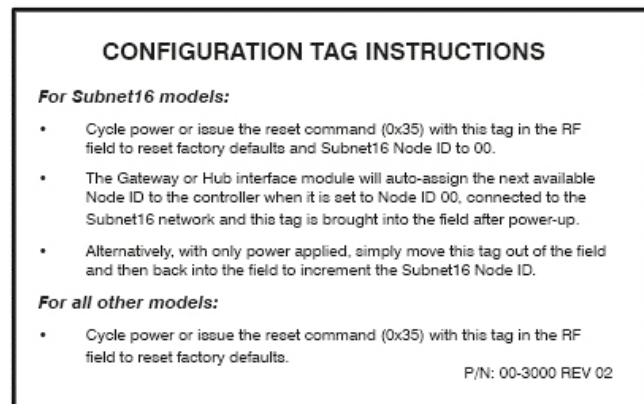 CONFIGURATION TAG INSTRUCTIONS
For Subnet16 models:
• Cycle power or issue the reset command (0x35) with this tag in the RF
field to reset factory defaults and Subnet16 Node ID to 00.
• The Gateway or Hub interface module will auto-assign the next available
Node ID to the controller when it is set to Node ID 00, connected to the
Subnet16 network and this tag is brought into the field after power-up.
• Alternatively, with only power applied, simply move this tag out of the field
and then back into the field to increment the Subnet16 Node ID.
For all other models:
• Cycle power or issue the reset command (0x35) with this tag in the RF
field to reset factory defaults.
P/N: 00-3000 REV 02